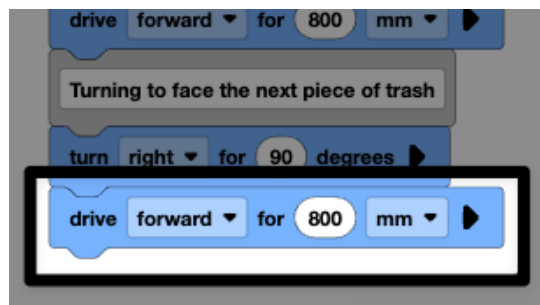 drive forward for 800 mm
Turning to face the next piece of trash
turn right for 90 degrees
drive forward for 800 mm